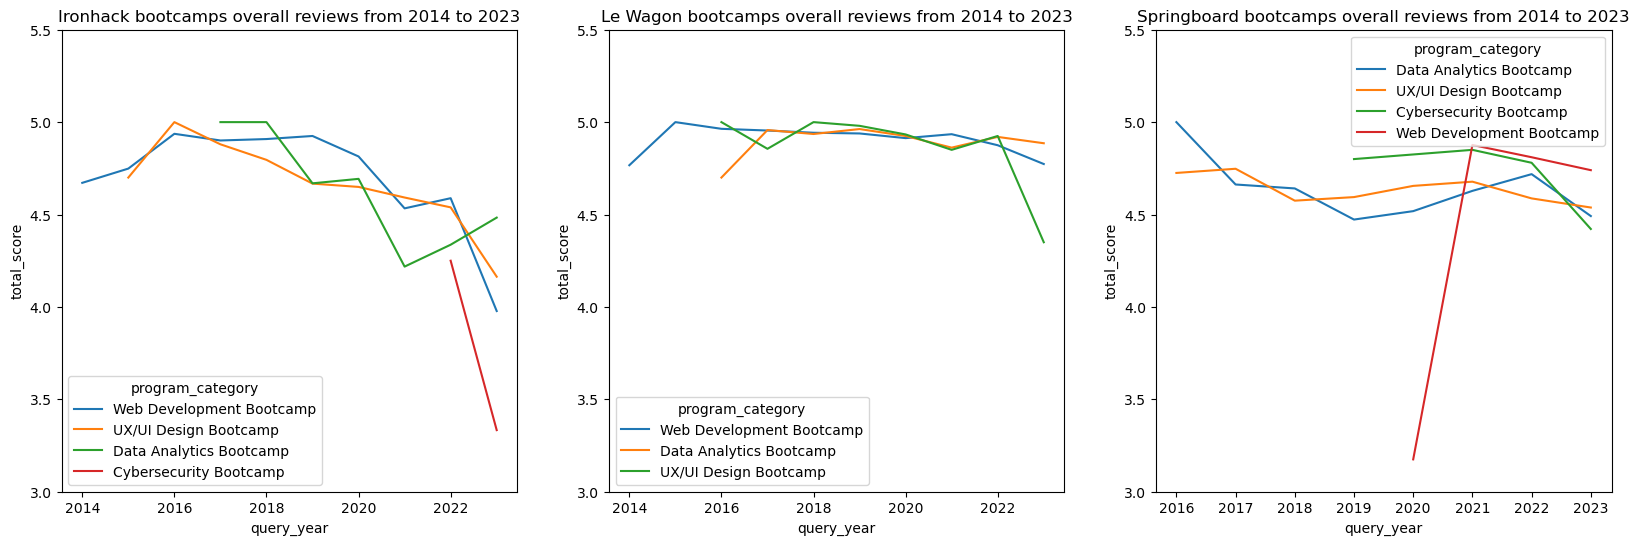 Ironhack bootcamps overall reviews from 2014 to 2023
5.5
5.0
4.5
4.0
3.5
3.0
total_score
program_category
Web Development Bootcamp
UX/UI Design Bootcamp
Data Analytics Bootcamp
Cybersecurity Bootcamp
2014 2016 2018 2020 2022
query_year
Le Wagon bootcamps overall reviews from 2014 to 2023
5.5
5.0
4.5
4.0
3.5
3.0
total_score
program_category
Web Development Bootcamp
Data Analytics Bootcamp
UX/UI Design Bootcamp
2014 2016 2018 2020 2022
query_year
Springboard bootcamps overall reviews from 2014 to 2023
5.5
5.0
4.5
4.0
3.5
3.0
total_score
program_category
Data Analytics Bootcamp
UX/UI Design Bootcamp
Cybersecurity Bootcamp
Web Development Bootcamp
2016 2017 2018 2019 2020 2021 2022 2023
query_year